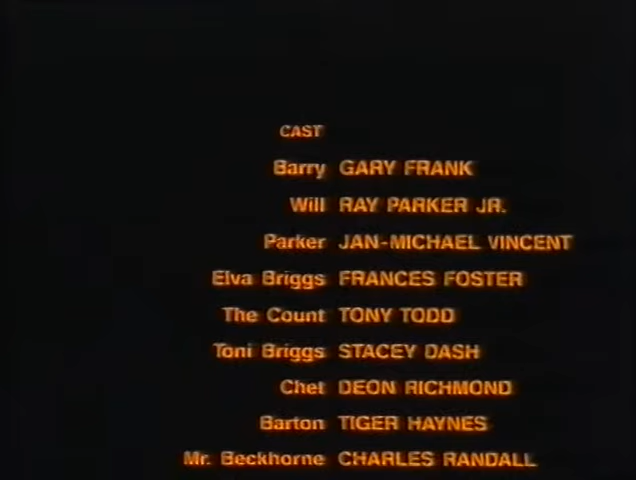 CAST
Barry GARY FRANK
Will RAY PARKER JR.
Parker JAN-MICHAEL VINCENT
Elva Briggs FRANCES FOSTER
The Count TONY TODD
Toni Briggs STACEY DASH
Chet DEON RICHMOND
Barton TIGER HAYNES
Mr. Beckhorne CHARLES RANDALL